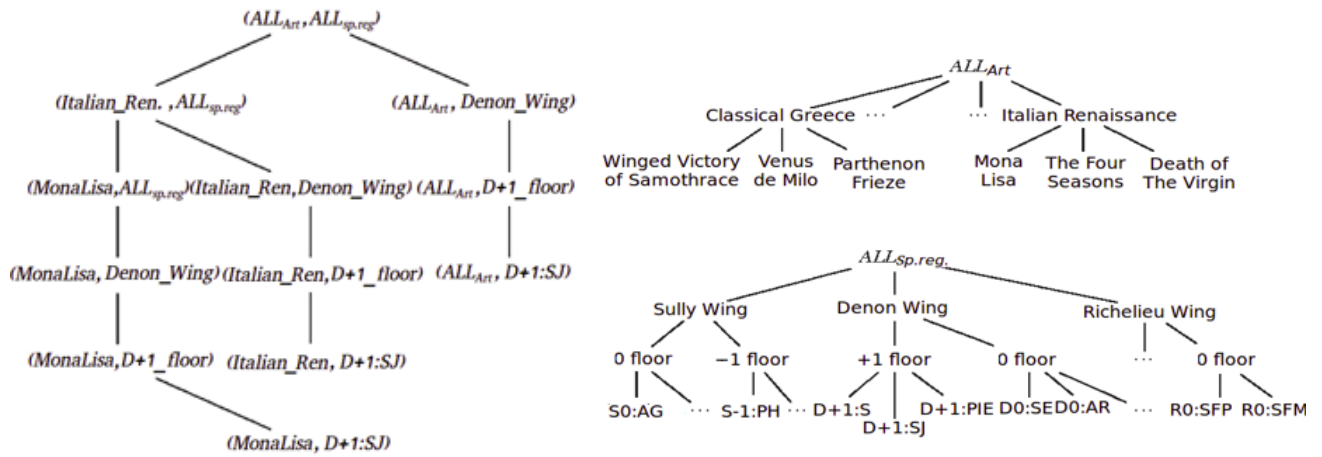 (ALL_Art, ALL_sp.reg)
(Italian_Ren. , ALL_sp.reg) (ALL_Art, Denon_Wing)
(MonaLisa, ALL_sp.reg) (Italian_Ren, Denon_Wing) (ALL_Art, D+1_floor)
(MonaLisa, Denon_Wing) (Italian_Ren, D+1_floor) (ALL_Art, D+1:SJ)
(MonaLisa, D+1_floor) (Italian_Ren, D+1:SJ)
(MonaLisa, D+1:SJ)
ALL_Art
Classical Greece ... ... Italian Renaissance
Winged Victory of Samothrace
Venus de Milo
Parthenon Frieze
Mona Lisa
The Four Seasons
Death of The Virgin
ALL_Sp.reg.
Sully Wing Denon Wing Richelieu Wing
0 floor −1 floor +1 floor 0 floor ... 0 floor
S0:AG ... S-1:PH ... D+1:S D+1:SJ D+1:PIE D0:SE D0:AR ... R0:SFP R0:SFM